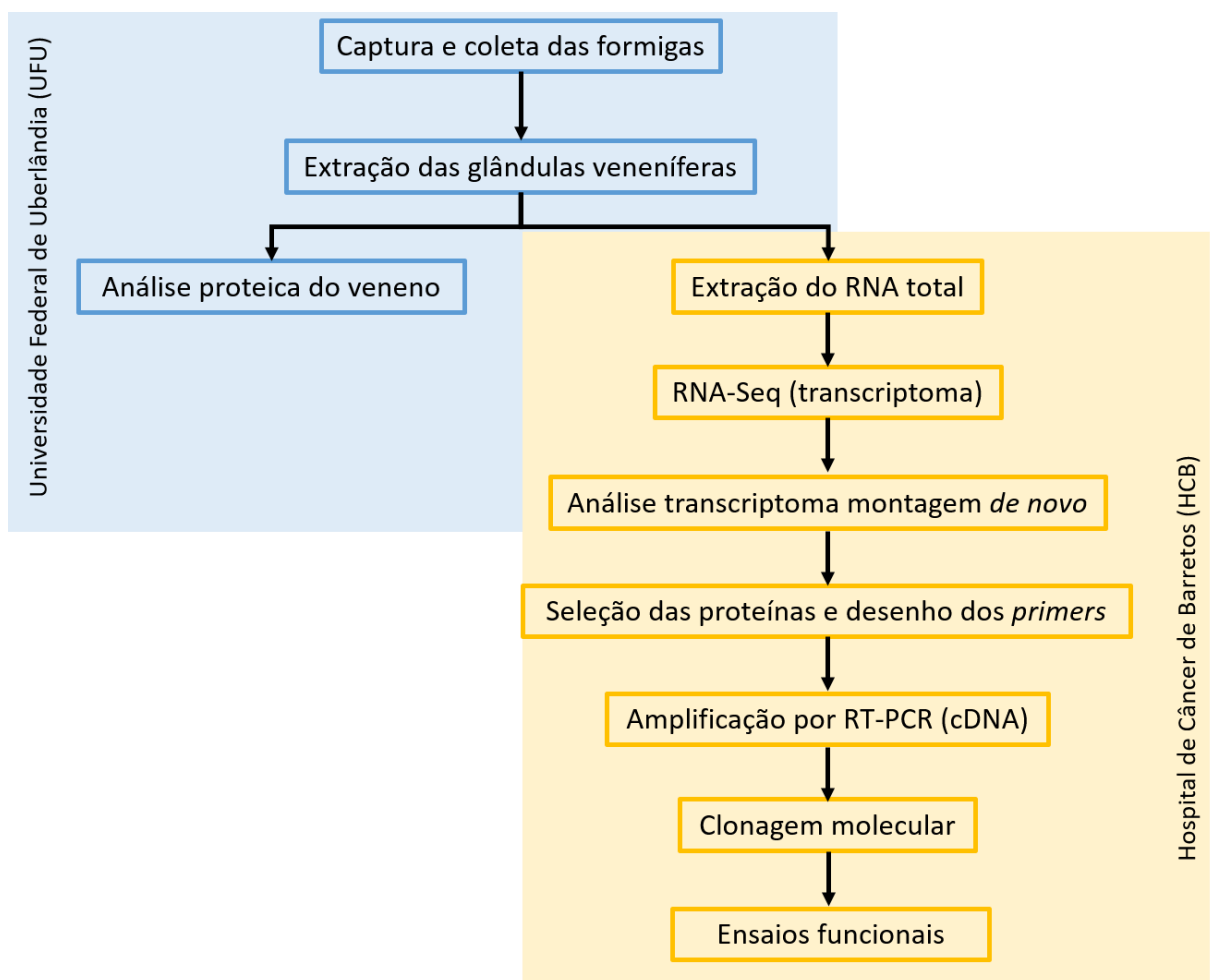 Universidade Federal de Uberlândia (UFU)
Captura e coleta das formigas
Extração das glândulas veneníferas
Análise proteica do veneno
Extração do RNA total
RNA-Seq (transcriptoma)
Análise transcriptoma montagem de novo
Seleção das proteínas e desenho dos primers
Amplificação por RT-PCR (cDNA)
Clonagem molecular
Ensaios funcionais
Hospital de Câncer de Barretos (HCB)